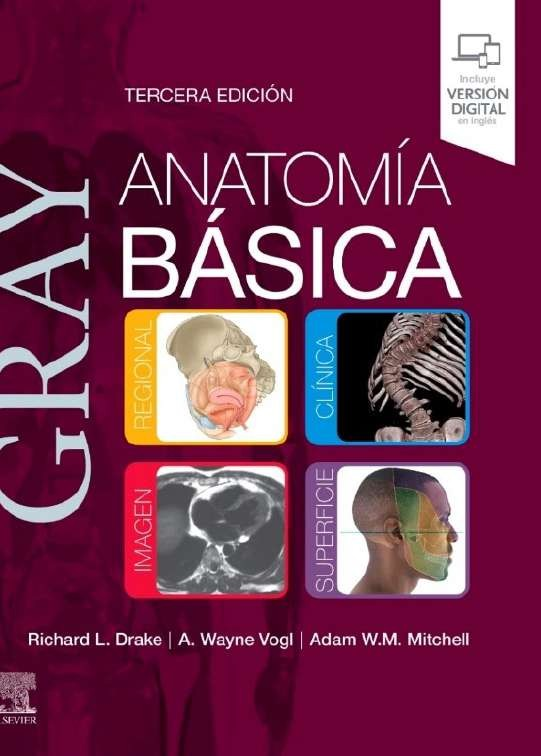 Incluye
VERSIÓN
DIGITAL
en inglés
TERCERA EDICIÓN
GRAY
ANATOMÍA
BÁSICA
REGIONAL
CLÍNICA
IMAGEN
SUPERFICIE
Richard L. Drake | A. Wayne Vogl | Adam W.M. Mitchell
ELSEVIER